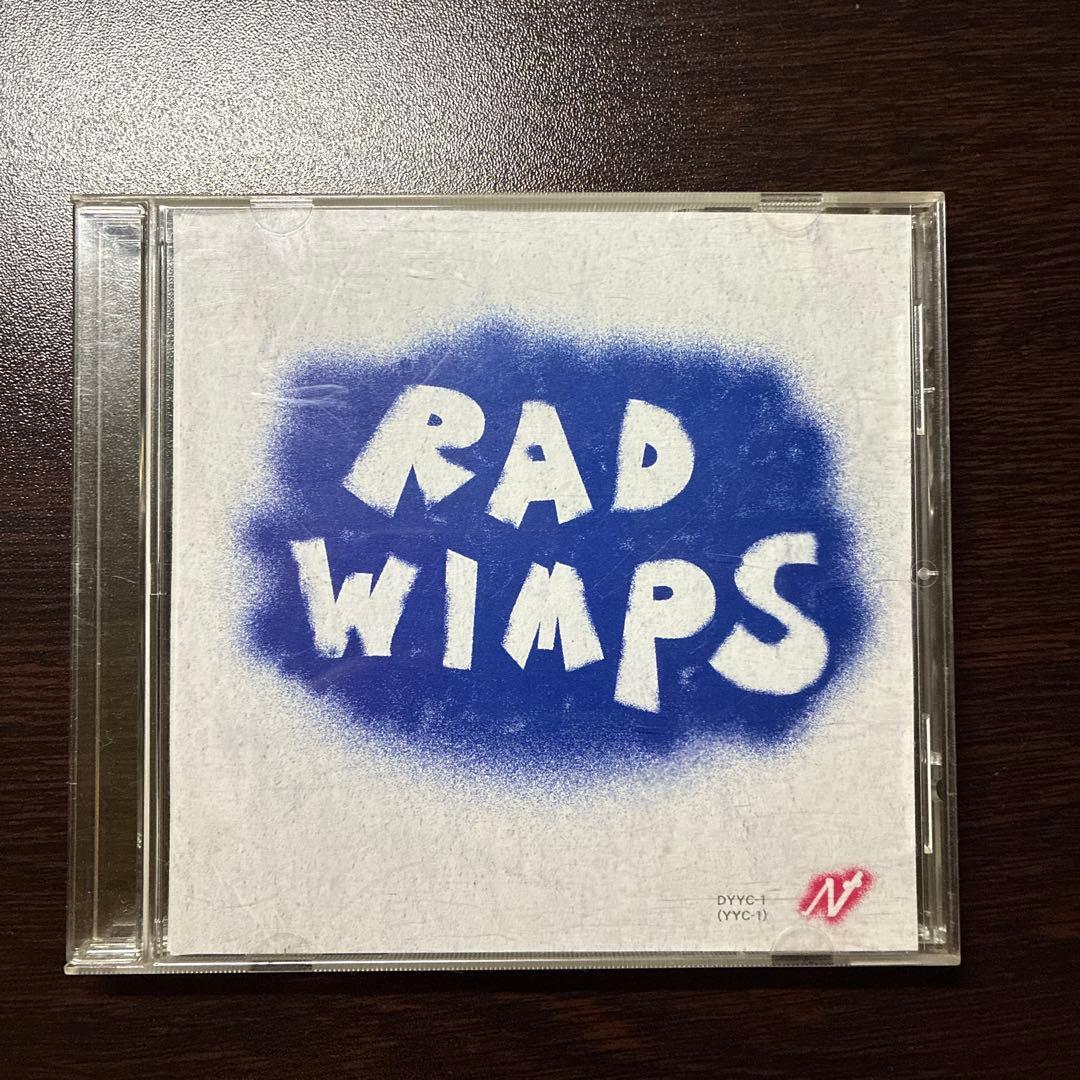 RAD
WIMPS
DYYC-1
(YYC-1)
N